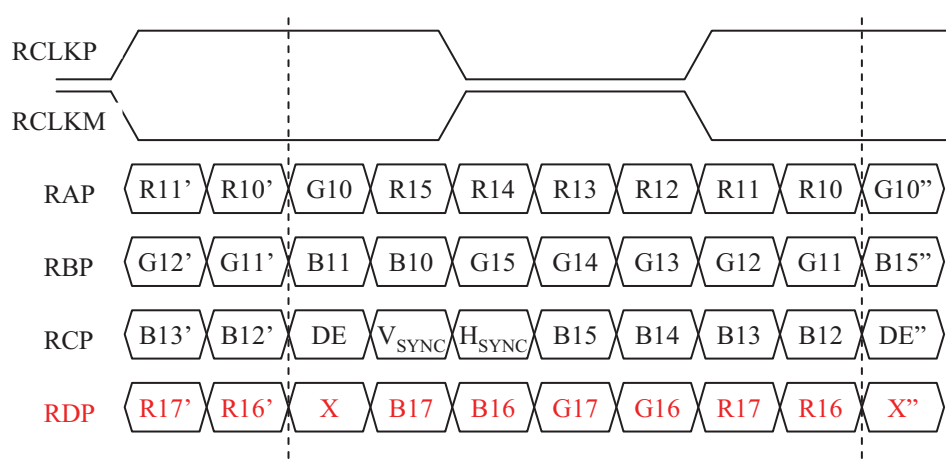 RCLKP
RCLKM
RAP R11’ R10’ G10 R15 R14 R13 R12 R11 R10 G10”
RBP G12’ G11’ B11 B10 G15 G14 G13 G12 G11 B15”
RCP B13’ B12’ DE VSYNC HSYNC B15 B14 B13 B12 DE”
RDP R17’ R16’ X B17 B16 G17 G16 R17 R16 X”